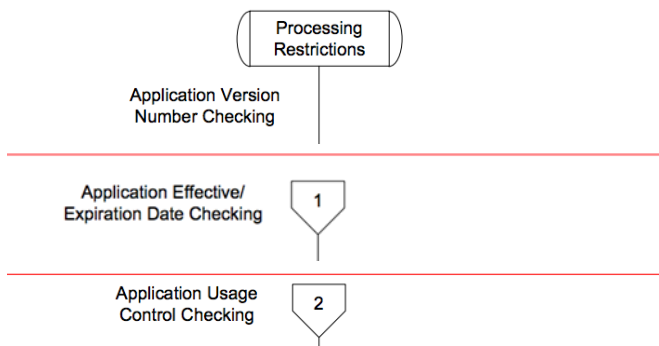 Processing
Restrictions
Application Version
Number Checking
Application Effective/
Expiration Date Checking
1
Application Usage
Control Checking
2